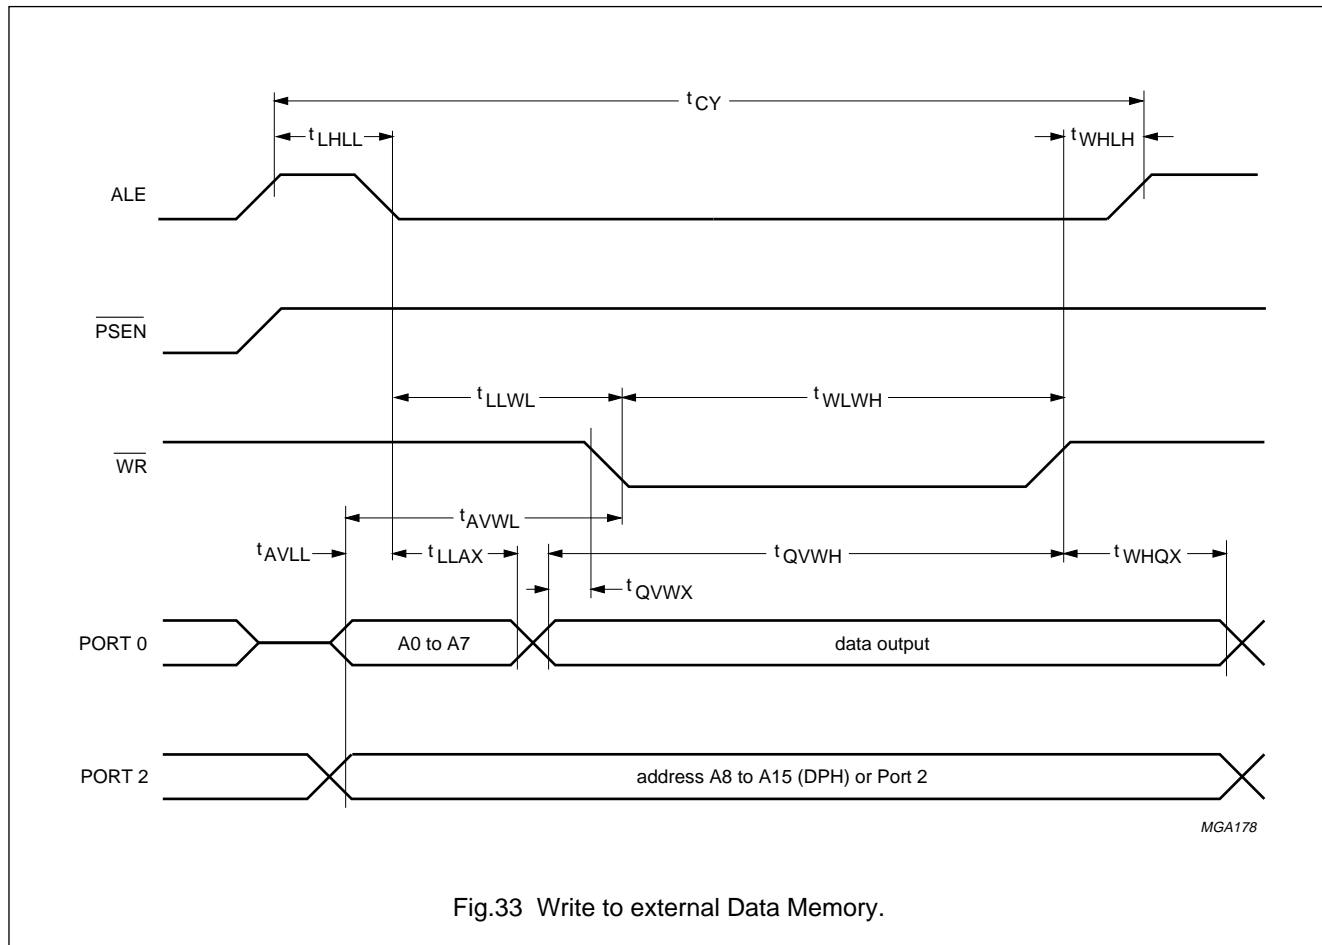 tCY
tLHLL
tWHLH
ALE
PSEN
tLLWL
tWLWH
WR
tAVWL
tAVLL
tLLAX
tQVWH
tWHQX
tQVWX
PORT 0
A0 to A7
data output
PORT 2
address A8 to A15 (DPH) or Port 2
MGA178
Fig.33 Write to external Data Memory.